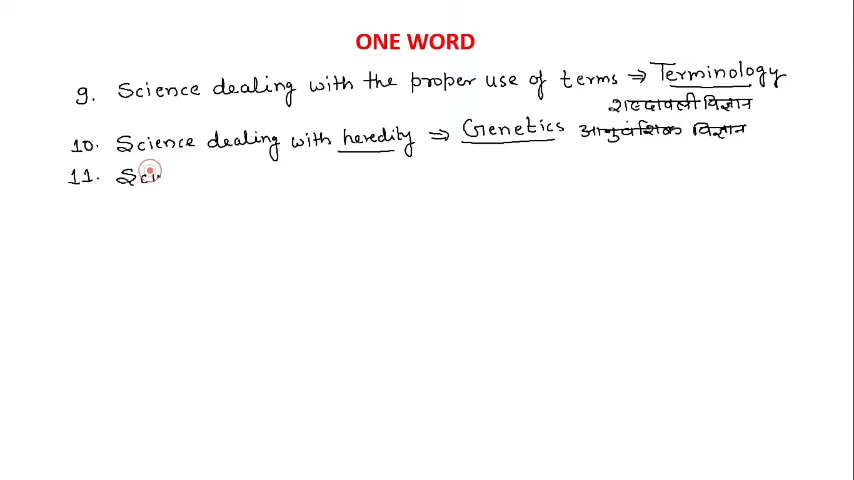 ONE WORD
9. Science dealing with the proper use of terms ⇒ Terminology
शब्दावली विज्ञान
10. Science dealing with heredity ⇒ Genetics आनुवंशिक विज्ञान
11. Sci